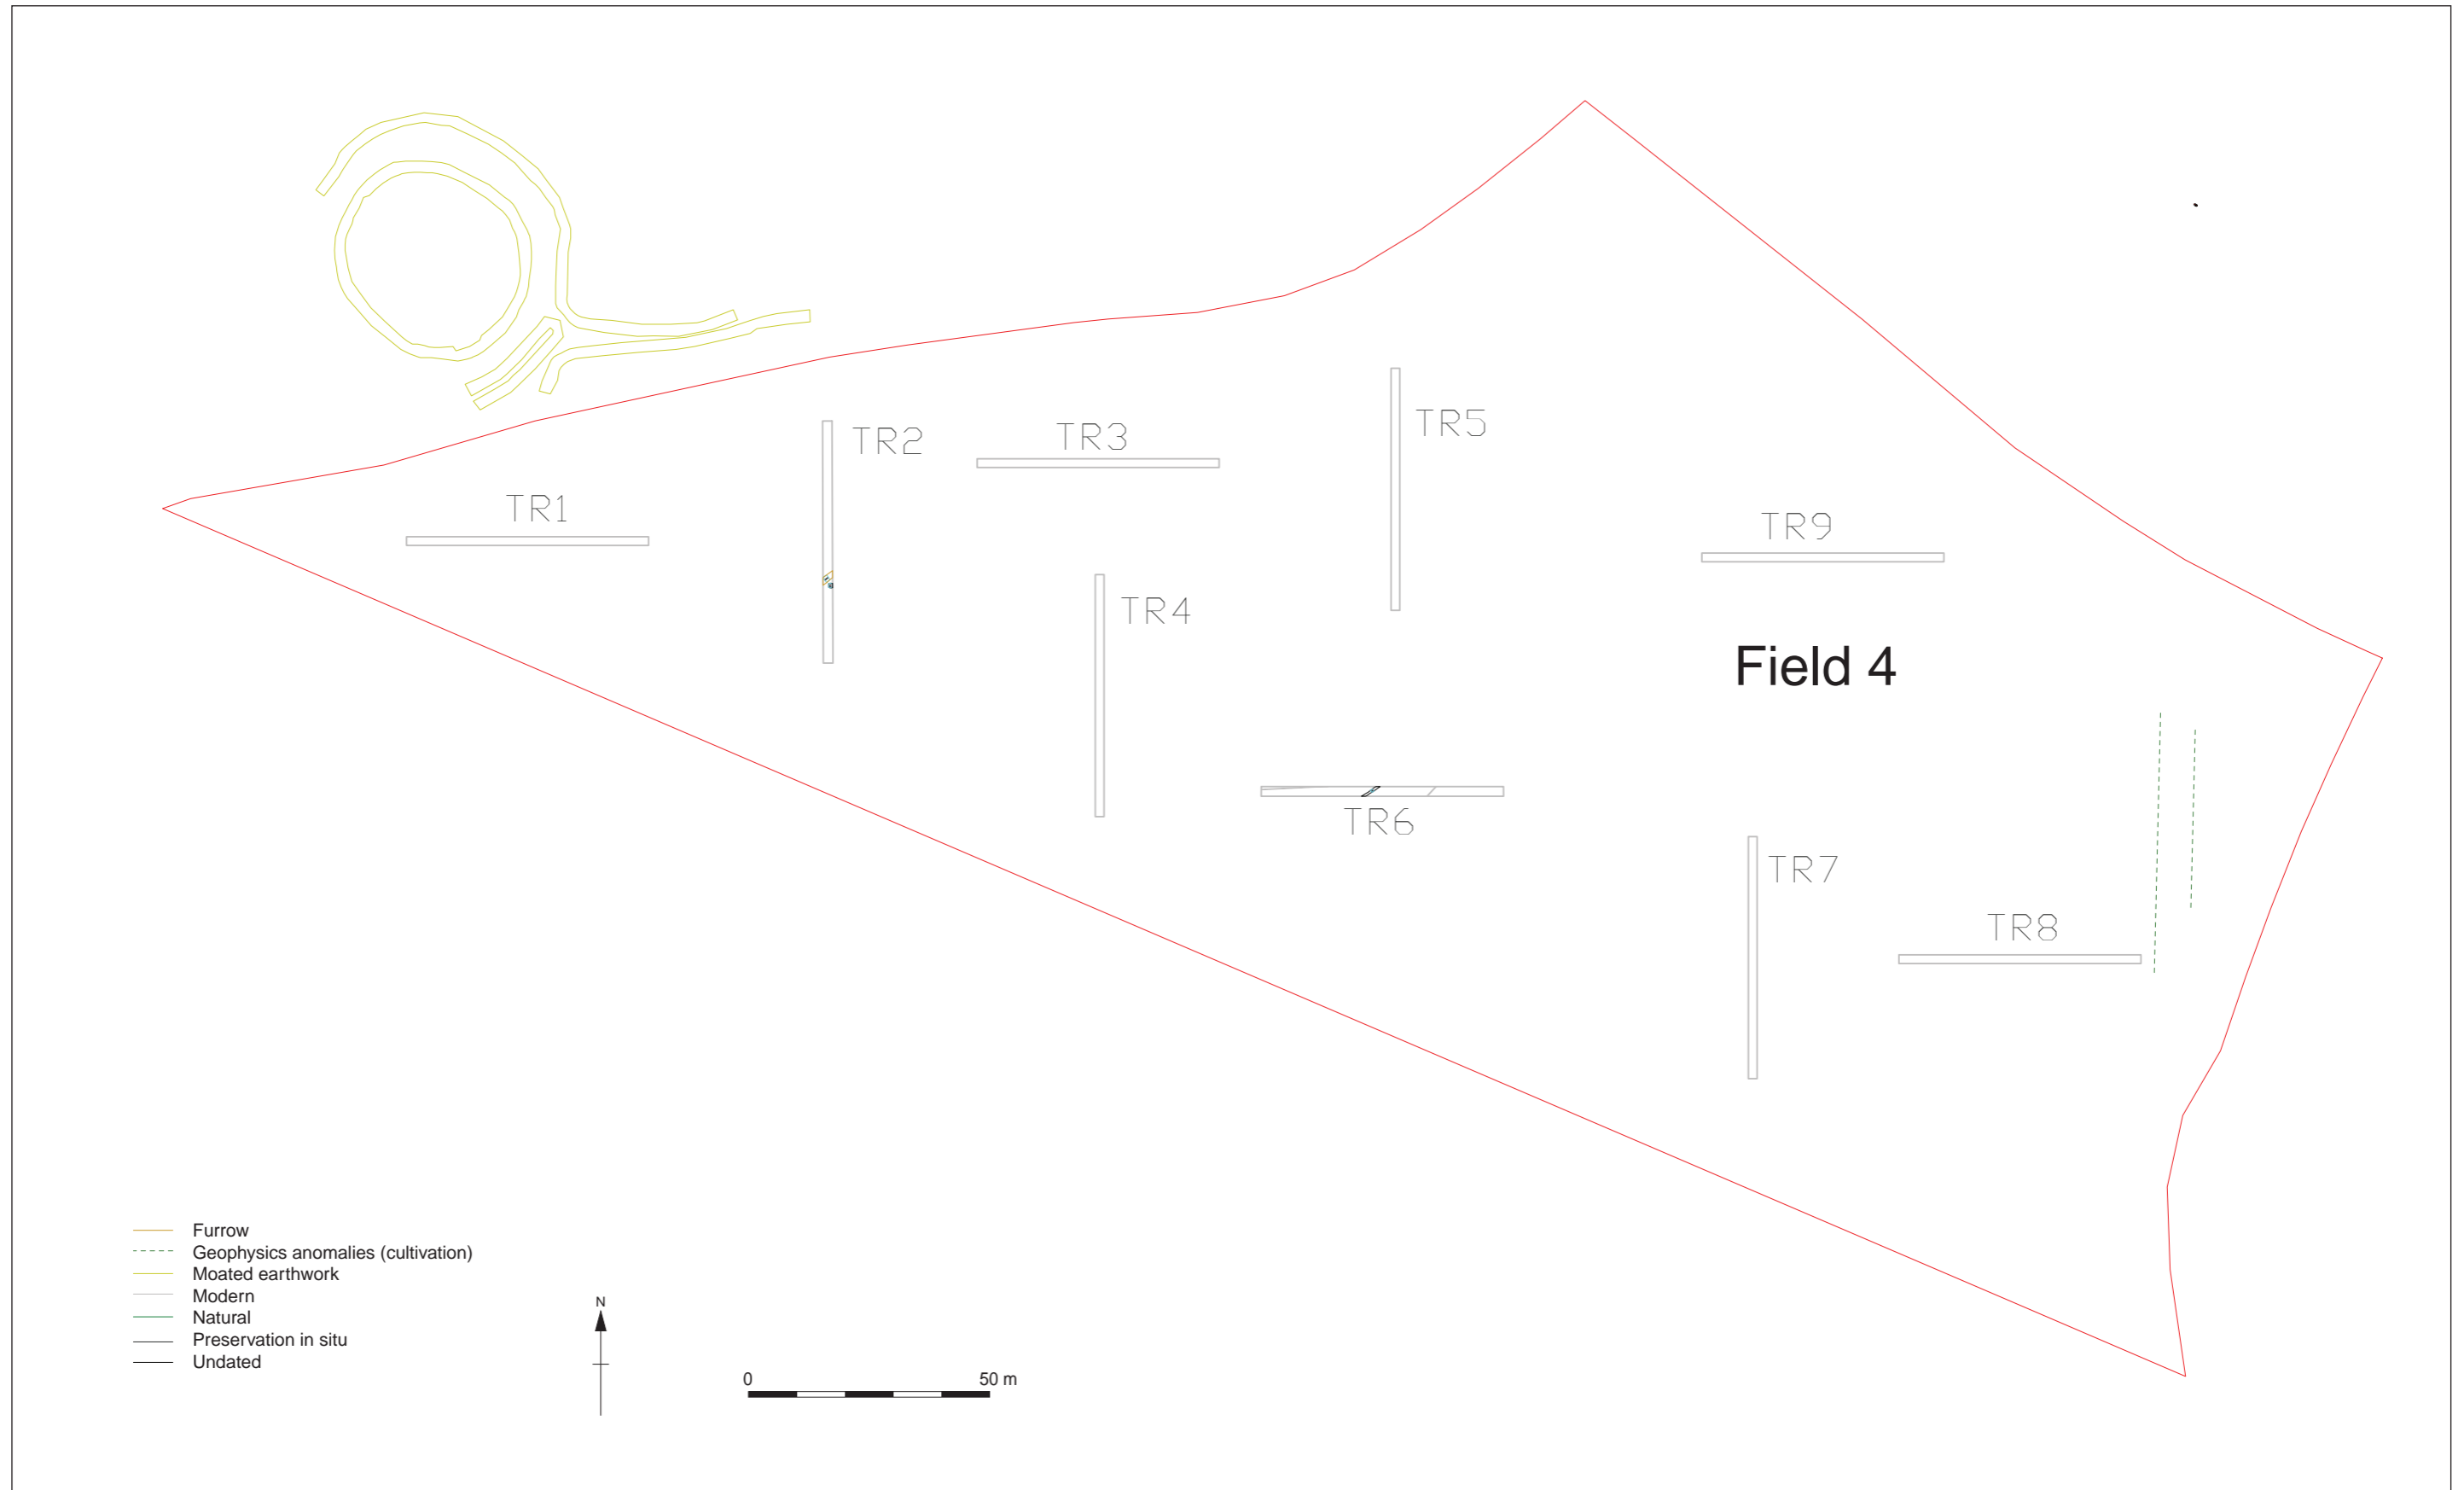 TR5
TR3
TR2
TR1
TR9
TR4
Field 4
TR6
TR7
TR8
Furrow
Geophysics anomalies (cultivation)
Moated earthwork
Modern
Natural
Preservation in situ
Undated
N
0 50 m